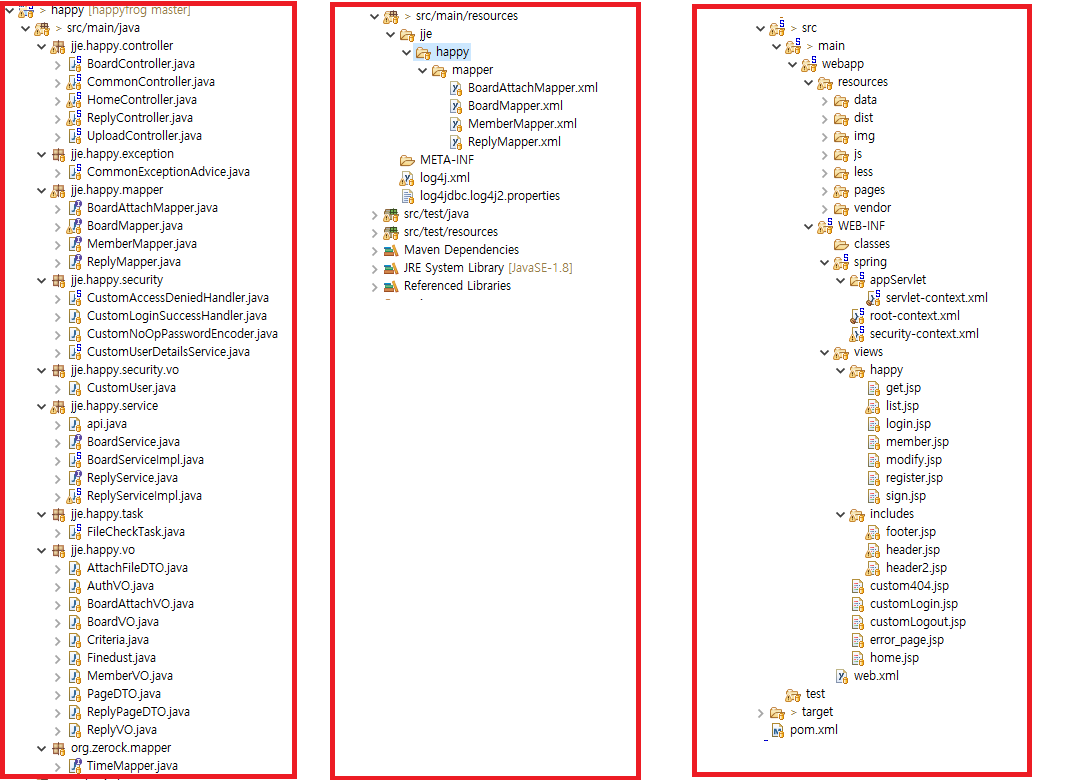 happy [happyfrog master]
> src/main/java
jje.happy.controller
BoardController.java
CommonController.java
HomeController.java
ReplyController.java
UploadController.java
jje.happy.exception
CommonExceptionAdvice.java
jje.happy.mapper
BoardAttachMapper.java
BoardMapper.java
MemberMapper.java
ReplyMapper.java
jje.happy.security
CustomAccessDeniedHandler.java
CustomLoginSuccessHandler.java
CustomNoOpPasswordEncoder.java
CustomUserDetailsService.java
jje.happy.security.vo
CustomUser.java
jje.happy.service
api.java
BoardService.java
BoardServiceImpl.java
ReplyService.java
ReplyServiceImpl.java
jje.happy.task
FileCheckTask.java
jje.happy.vo
AttachFileDTO.java
AuthVO.java
BoardAttachVO.java
BoardVO.java
Criteria.java
Finedust.java
MemberVO.java
PageDTO.java
ReplyPageDTO.java
ReplyVO.java
org.zerock.mapper
TimeMapper.java
> src/main/resources
jje
happy
mapper
BoardAttachMapper.xml
BoardMapper.xml
MemberMapper.xml
ReplyMapper.xml
META-INF
log4j.xml
log4jdbc.log4j2.properties
src/test/java
src/test/resources
Maven Dependencies
JRE System Library [JavaSE-1.8]
Referenced Libraries
> src
> main
webapp
resources
data
dist
img
js
less
pages
vendor
WEB-INF
classes
spring
appServlet
servlet-context.xml
root-context.xml
security-context.xml
views
happy
get.jsp
list.jsp
login.jsp
member.jsp
modify.jsp
register.jsp
sign.jsp
includes
footer.jsp
header.jsp
header2.jsp
custom404.jsp
customLogin.jsp
customLogout.jsp
error_page.jsp
home.jsp
web.xml
test
> target
pom.xml